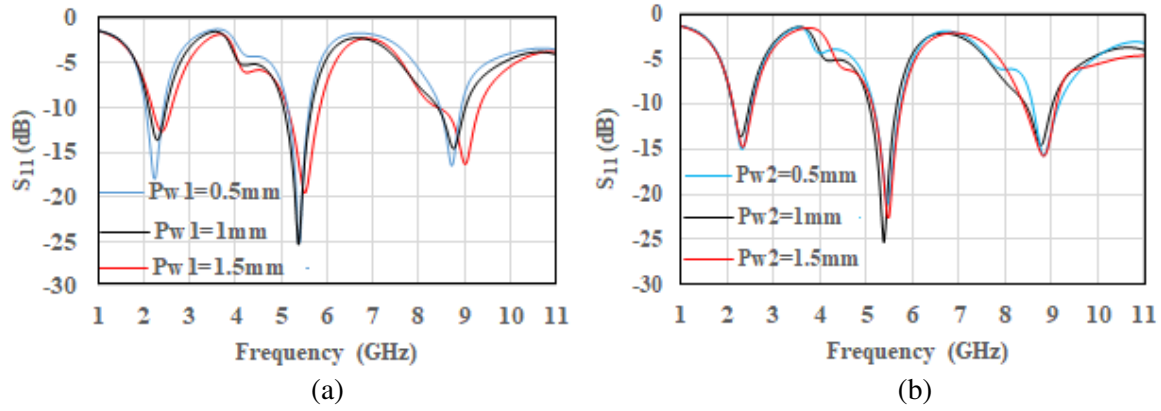 0
-5
-10
-15
-20
-25
-30
S11 (dB)
Pw1=0.5mm
Pw1=1mm
Pw1=1.5mm
1 2 3 4 5 6 7 8 9 10 11
Frequency (GHz)
(a)
0
-5
-10
-15
-20
-25
-30
S11 (dB)
Pw2=0.5mm
Pw2=1mm
Pw2=1.5mm
1 2 3 4 5 6 7 8 9 10 11
Frequency (GHz)
(b)